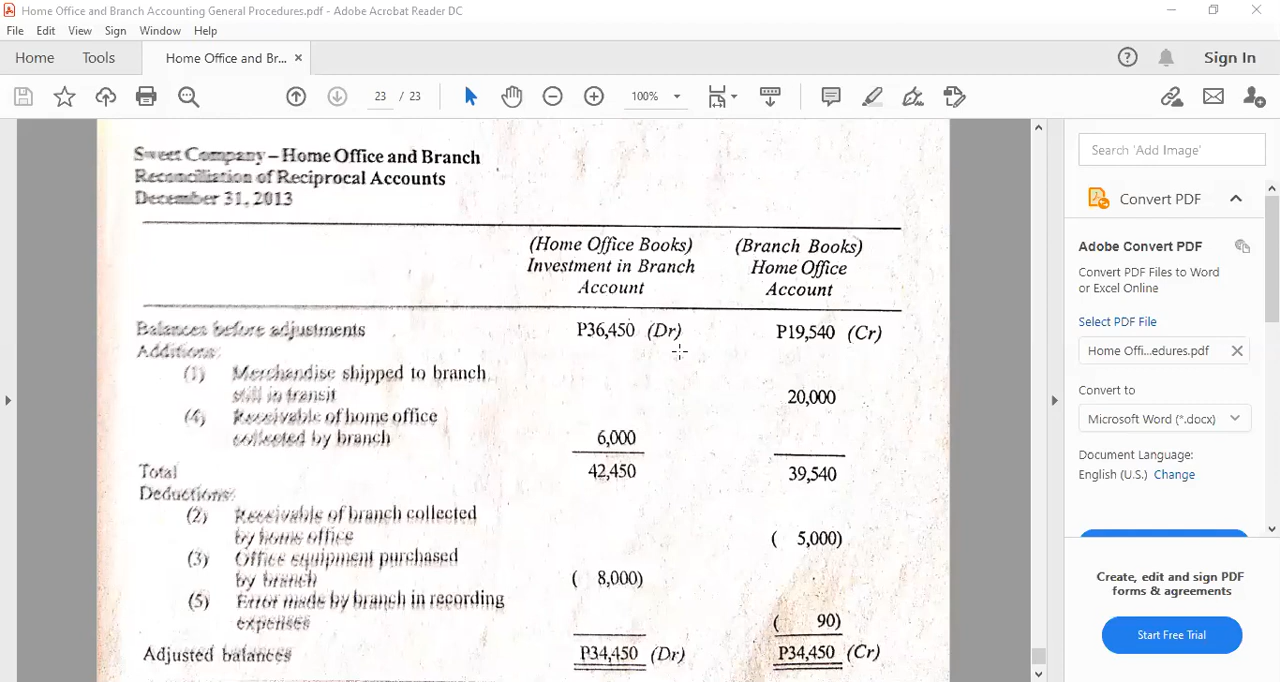 Home Office and Branch Accounting General Procedures.pdf - Adobe Acrobat Reader DC
File Edit View Sign Window Help
Home Tools Home Office and Br... × Sign In
23 / 23 100%
Sweet Company – Home Office and Branch
Reconcilliation of Reciprocal Accounts
December 31, 2013
(Home Office Books) (Branch Books)
Investment in Branch Home Office
Account Account
Balances before adjustments P36,450 (Dr) P19,540 (Cr)
Additions:
(1) Merchandise shipped to branch
still in transit 20,000
(4) Receivable of home office
collected by branch 6,000
Total 42,450 39,540
Deductions:
(2) Receivable of branch collected
by home office ( 5,000)
(3) Office equipment purchased
by branch ( 8,000)
(5) Error made by branch in recording
expenses ( 90)
Adjusted balances P34,450 (Dr) P34,450 (Cr)
Search 'Add Image'
Convert PDF
Adobe Convert PDF
Convert PDF Files to Word
or Excel Online
Select PDF File
Home Offi...edures.pdf ×
Convert to
Microsoft Word (*.docx)
Document Language:
English (U.S.) Change
Create, edit and sign PDF
forms & agreements
Start Free Trial